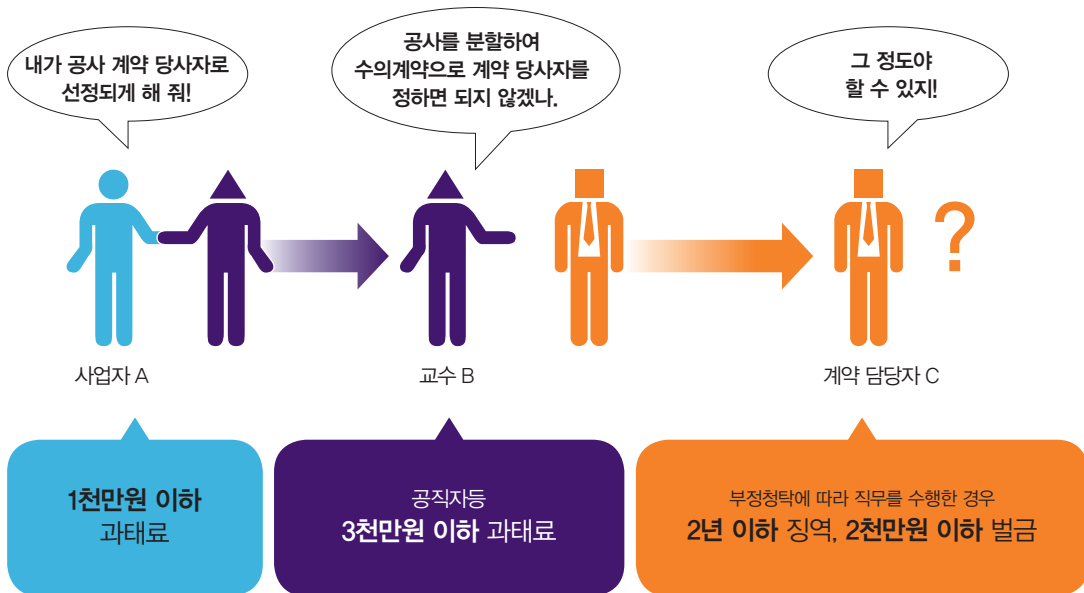 내가 공사 계약 당사자로
선정되게 해 줘!
공사를 분할하여
수의계약으로 계약 당사자를
정하면 되지 않겠나.
그 정도야
할 수 있지!
?
사업자 A
교수 B
계약 담당자 C
1천만원 이하
과태료
공직자등
3천만원 이하 과태료
부정청탁에 따라 직무를 수행한 경우
2년 이하 징역, 2천만원 이하 벌금